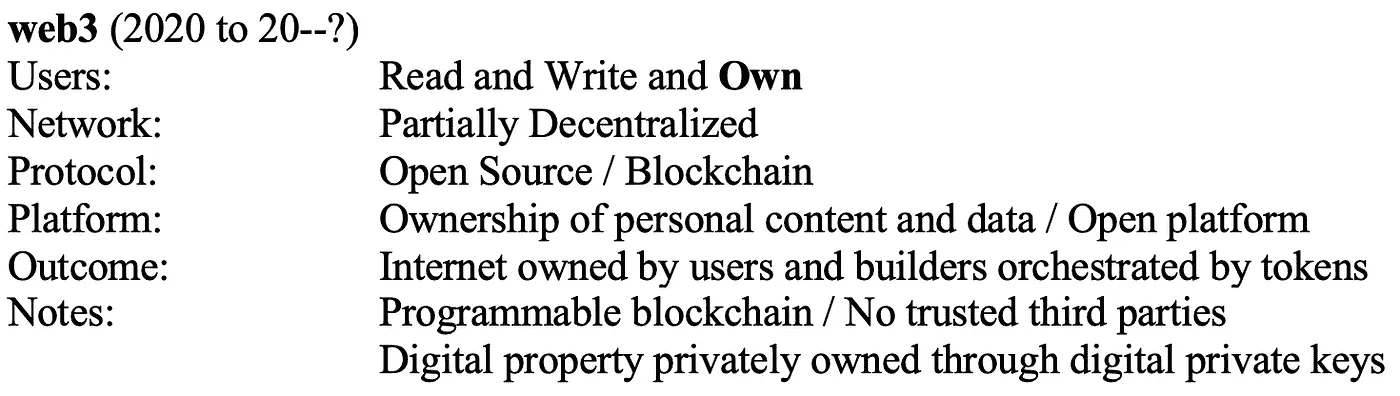 web3 (2020 to 20--?)
Users: Read and Write and Own
Network: Partially Decentralized
Protocol: Open Source / Blockchain
Platform: Ownership of personal content and data / Open platform
Outcome: Internet owned by users and builders orchestrated by tokens
Notes: Programmable blockchain / No trusted third parties
Digital property privately owned through digital private keys